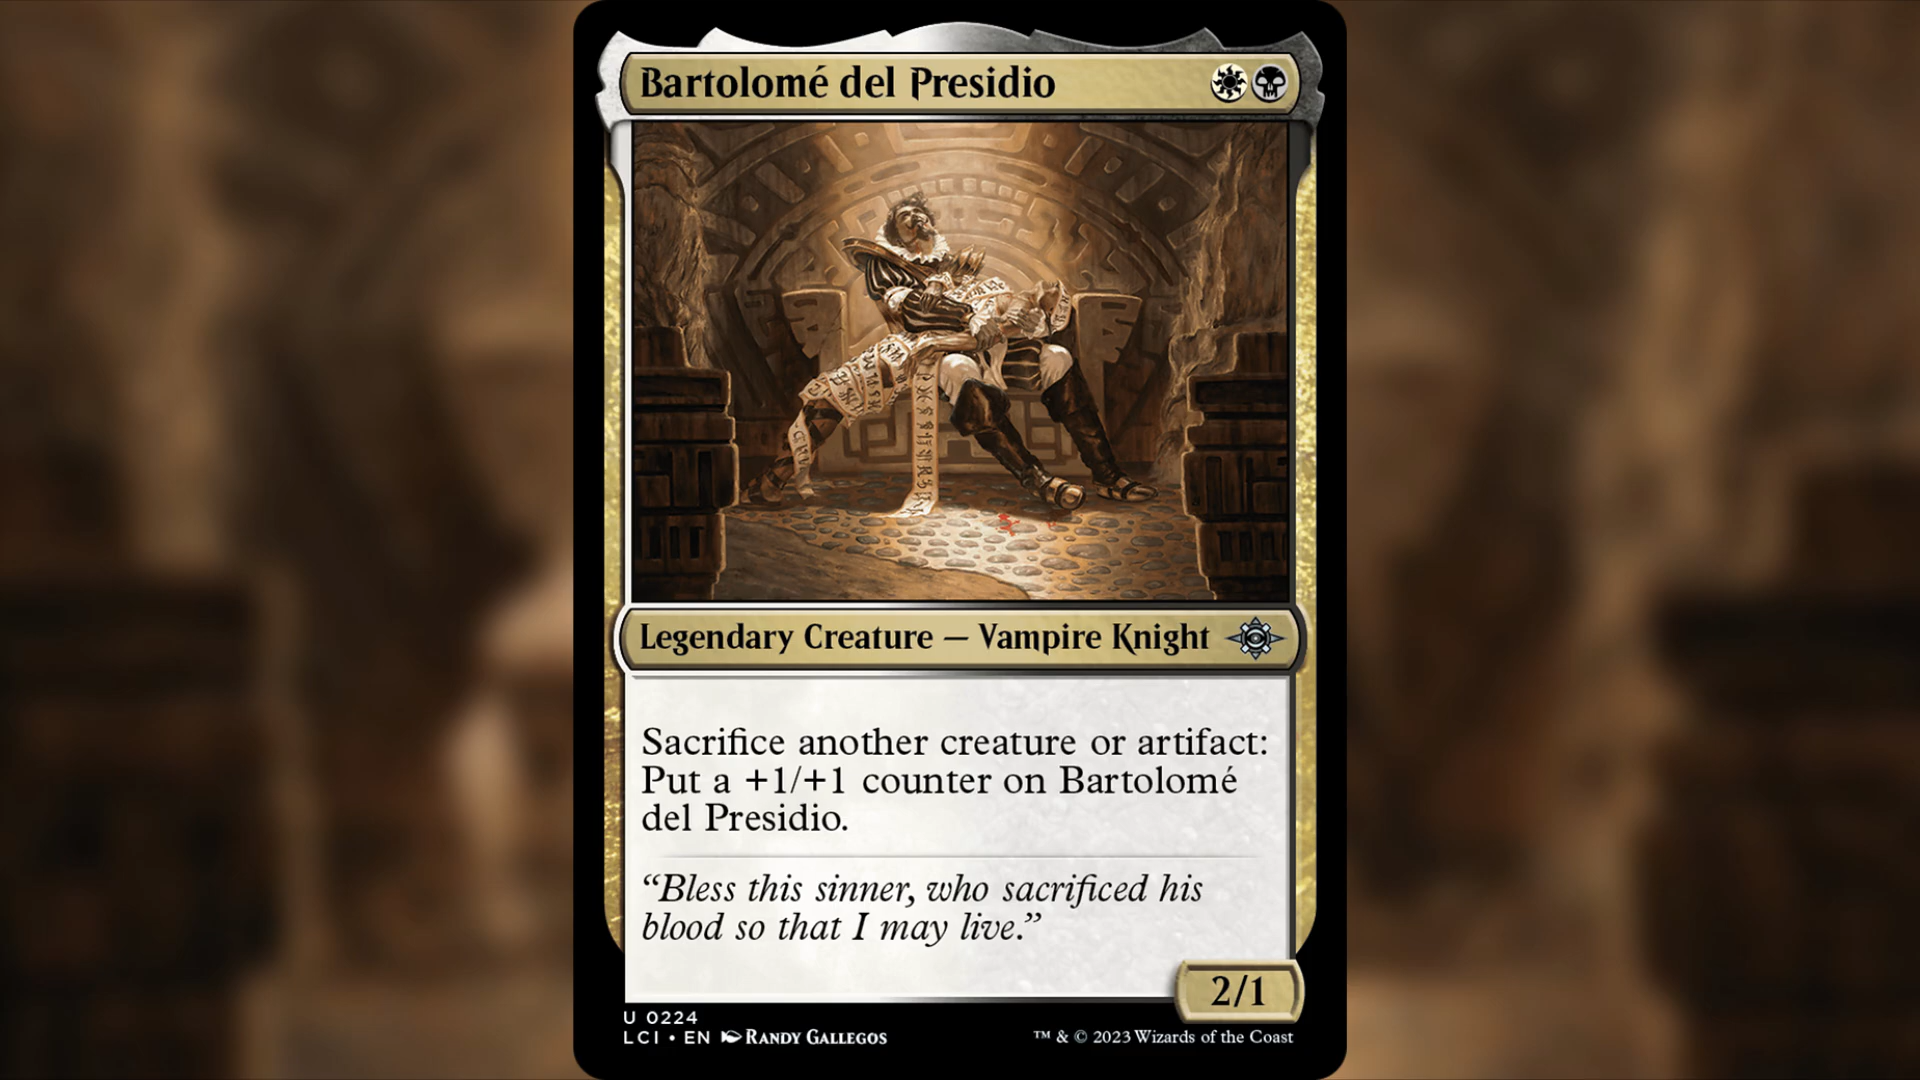 Bartolomé del Presidio
Legendary Creature — Vampire Knight
Sacrifice another creature or artifact:
Put a +1/+1 counter on Bartolomé
del Presidio.
“Bless this sinner, who sacrificed his
blood so that I may live.”
2/1
U 0224
LCI • EN RANDY GALLEGOS
™ & © 2023 Wizards of the Coast